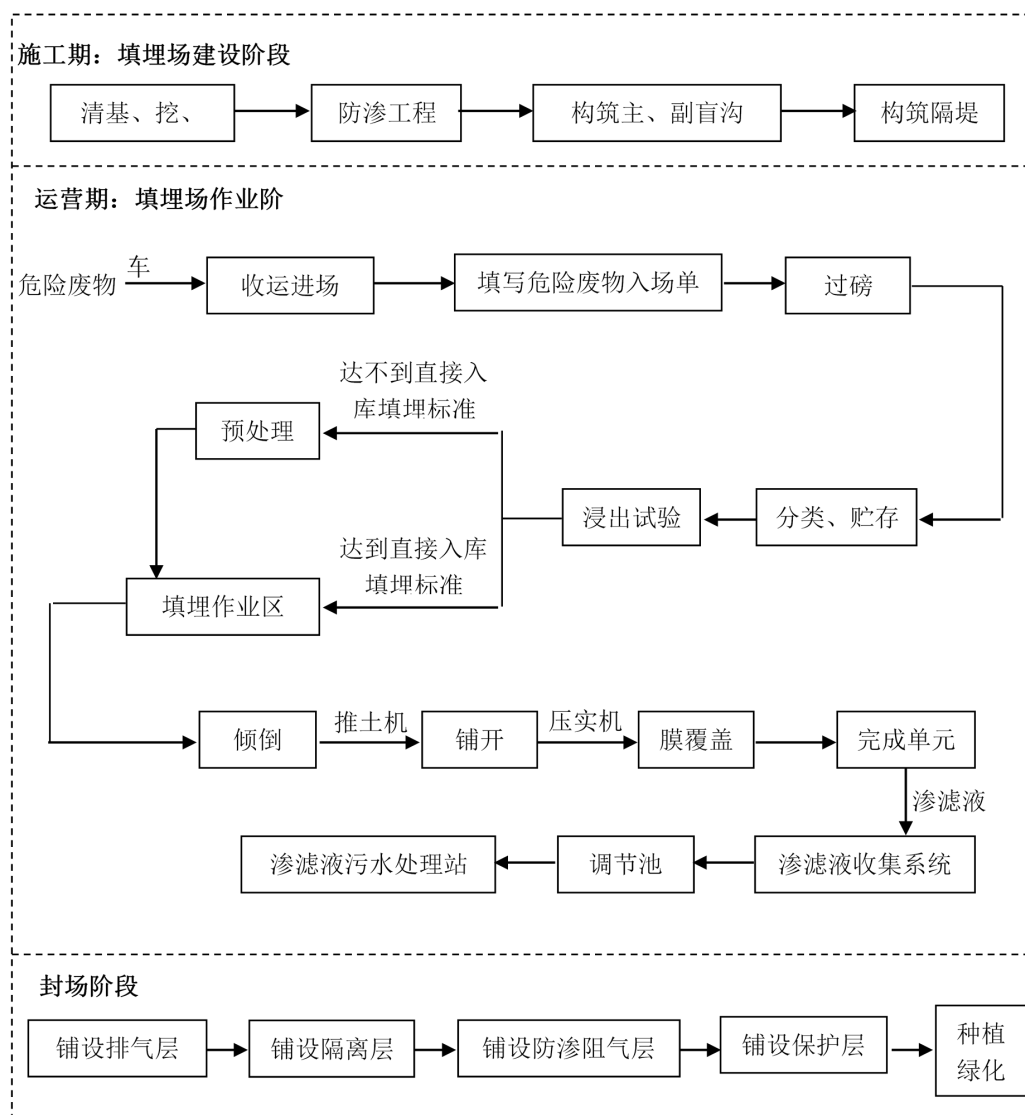 施工期：填埋场建设阶段
清基、挖、
防渗工程
构筑主、副盲沟
构筑隔堤
运营期：填埋场作业阶
危险废物
车
收运进场
填写危险废物入场单
过磅
达不到直接入
库填埋标准
预处理
浸出试验
分类、贮存
达到直接入库
填埋标准
填埋作业区
倾倒
推土机
铺开
压实机
膜覆盖
完成单元
渗滤液
渗滤液污水处理站
调节池
渗滤液收集系统
封场阶段
铺设排气层
铺设隔离层
铺设防渗阻气层
铺设保护层
种植
绿化